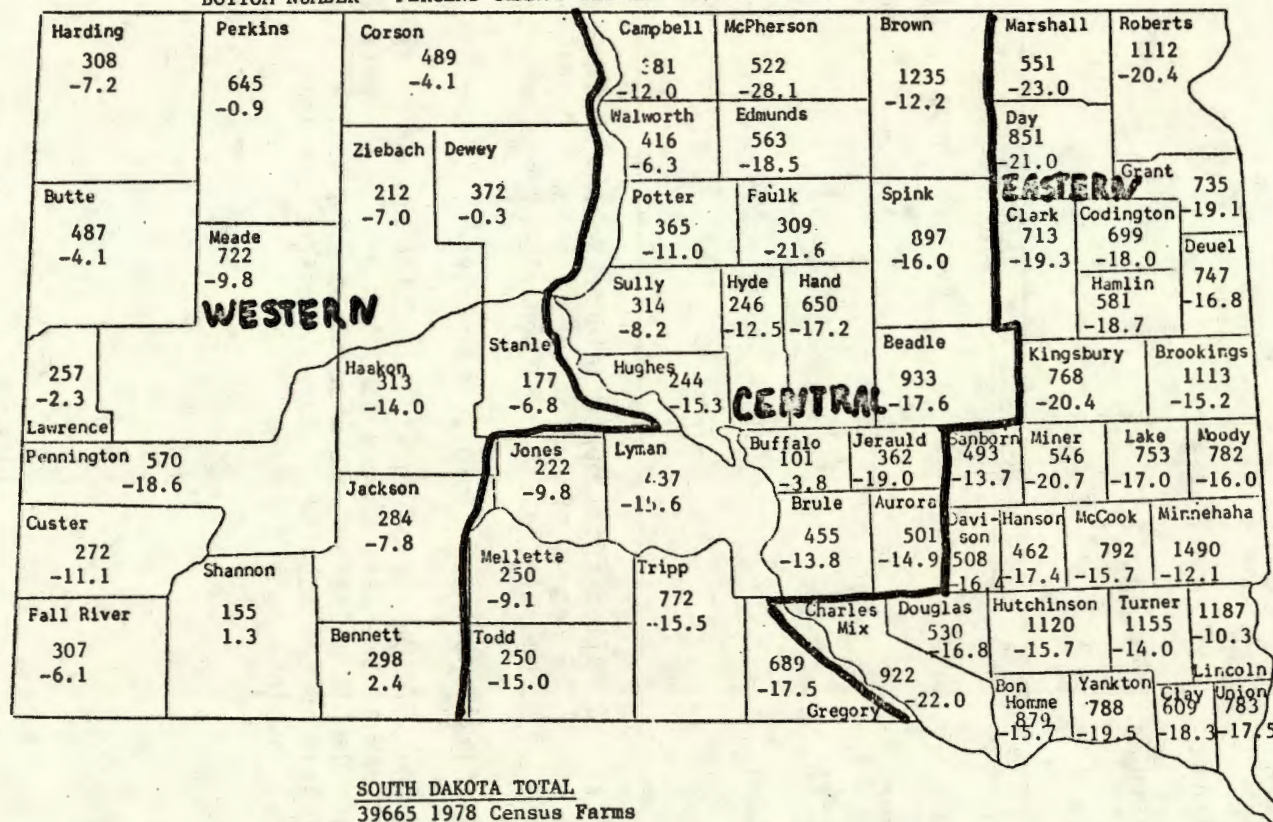 Harding
308
-7.2
Perkins
645
-0.9
Corson
489
-4.1
Campbell
381
-12.0
McPherson
522
-28.1
Brown
1235
-12.2
Marshall
551
-23.0
Roberts
1112
-20.4
Walworth
416
-6.3
Edmunds
563
-18.5
Day
851
-21.0
Ziebach
212
-7.0
Dewey
372
-0.3
Grant
735
-19.1
EASTERN
Butte
487
-4.1
Meade
722
-9.8
Potter
365
-11.0
Faulk
309
-21.6
Spink
897
-16.0
Clark
713
-19.3
Codington
699
-18.0
Deuel
747
-16.8
Hamlin
581
-18.7
WESTERN
Sully
314
-8.2
Hyde
246
-12.5
Hand
650
-17.2
Beadle
933
-17.6
Kingsbury
768
-20.4
Brookings
1113
-15.2
257
-2.3
Lawrence
Haakon
313
-14.0
Stanle
177
-6.8
Hughes
244
-15.3
CENTRAL
Pennington 570
-18.6
Jones
222
-9.8
Lyman
437
-15.6
Buffalo
101
-3.8
Jerauld
362
-19.0
Sanborn
493
-13.7
Miner
546
-20.7
Lake
753
-17.0
Moody
782
-16.0
Jackson
284
-7.8
Brule
455
-13.8
Aurora
501
-14.9
Custer
272
-11.1
Davi-
son
508
-16.4
Hanson
462
-17.4
McCook
792
-15.7
Minnehaha
1490
-12.1
Shannon
155
1.3
Mellette
250
-9.1
Tripp
772
-15.5
Fall River
307
-6.1
Bennett
298
2.4
Todd
250
-15.0
689
-17.5
Gregory
Charles
Mix
922
-22.0
Douglas
530
-16.8
Hutchinson
1120
-15.7
Turner
1155
-14.0
1187
-10.3
Lincoln
Bon
Homme
879
-15.7
Yankton
788
-19.5
Clay
609
-18.3
Union
783
-17.5
SOUTH DAKOTA TOTAL
39665 1978 Census Farms